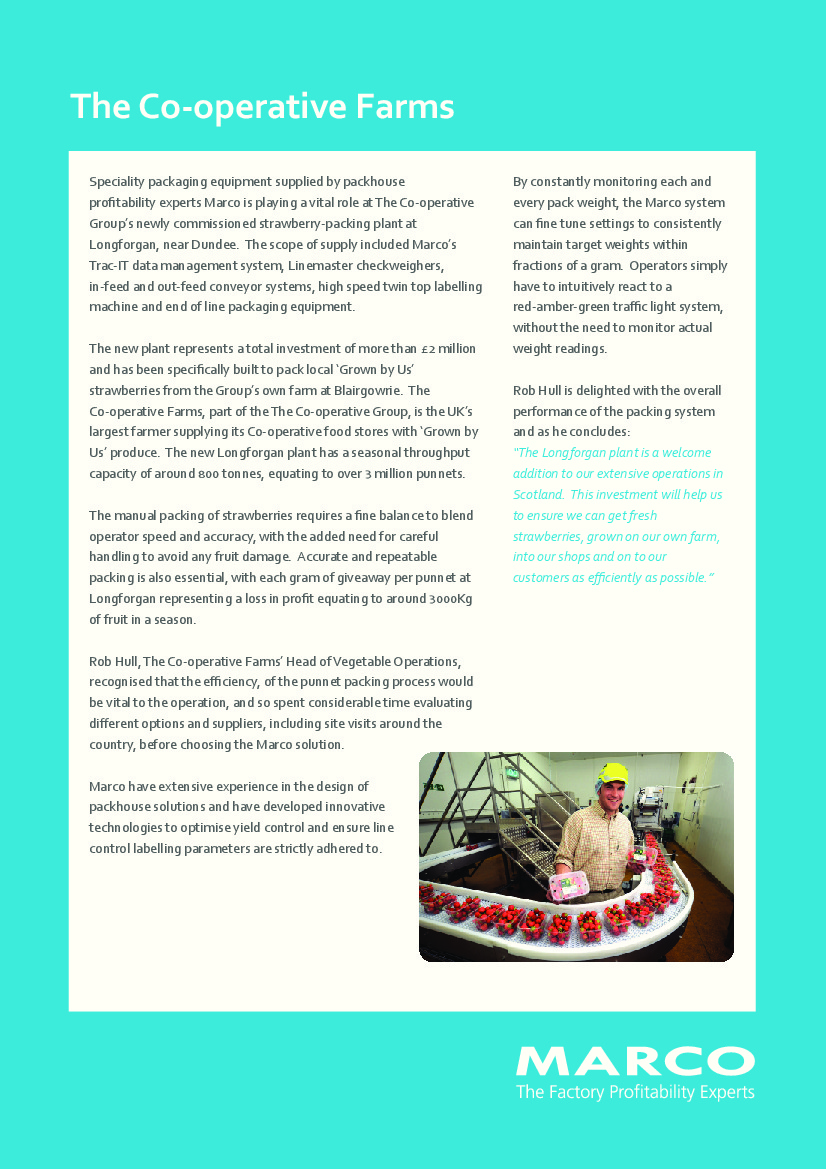 The Co-operative Farms
Speciality packaging equipment supplied by packhouse
profitability experts Marco is playing a vital role at The Co-operative
Group's newly commissioned strawberry-packing plant at
Longforgan, near Dundee. The scope of supply included Marco's
Trac-IT data management system, Linemaster checkweighers,
in-feed and out-feed conveyor systems, high speed twin top labelling
machine and end of line packaging equipment.
The new plant represents a total investment of more than £2 million
and has been specifically built to pack local ‘Grown by Us’
strawberries from the Group's own farm at Blairgowrie. The
Co-operative Farms, part of the The Co-operative Group, is the UK's
largest farmer supplying its Co-operative food stores with ‘Grown by
Us’ produce. The new Longforgan plant has a seasonal throughput
capacity of around 800 tonnes, equating to over 3 million punnets.
The manual packing of strawberries requires a fine balance to blend
operator speed and accuracy, with the added need for careful
handling to avoid any fruit damage. Accurate and repeatable
packing is also essential, with each gram of giveaway per punnet at
Longforgan representing a loss in profit equating to around 3000Kg
of fruit in a season.
Rob Hull, The Co-operative Farms’ Head of Vegetable Operations,
recognised that the efficiency, of the punnet packing process would
be vital to the operation, and so spent considerable time evaluating
different options and suppliers, including site visits around the
country, before choosing the Marco solution.
Marco have extensive experience in the design of
packhouse solutions and have developed innovative
technologies to optimise yield control and ensure line
control labelling parameters are strictly adhered to.
By constantly monitoring each and
every pack weight, the Marco system
can fine tune settings to consistently
maintain target weights within
fractions of a gram. Operators simply
have to intuitively react to a
red-amber-green traffic light system,
without the need to monitor actual
weight readings.
Rob Hull is delighted with the overall
performance of the packing system
and as he concludes:
"The Longforgan plant is a welcome
addition to our extensive operations in
Scotland. This investment will help us
to ensure we can get fresh
strawberries, grown on our own farm,
into our shops and on to our
customers as efficiently as possible."
MARCO
The Factory Profitability Experts